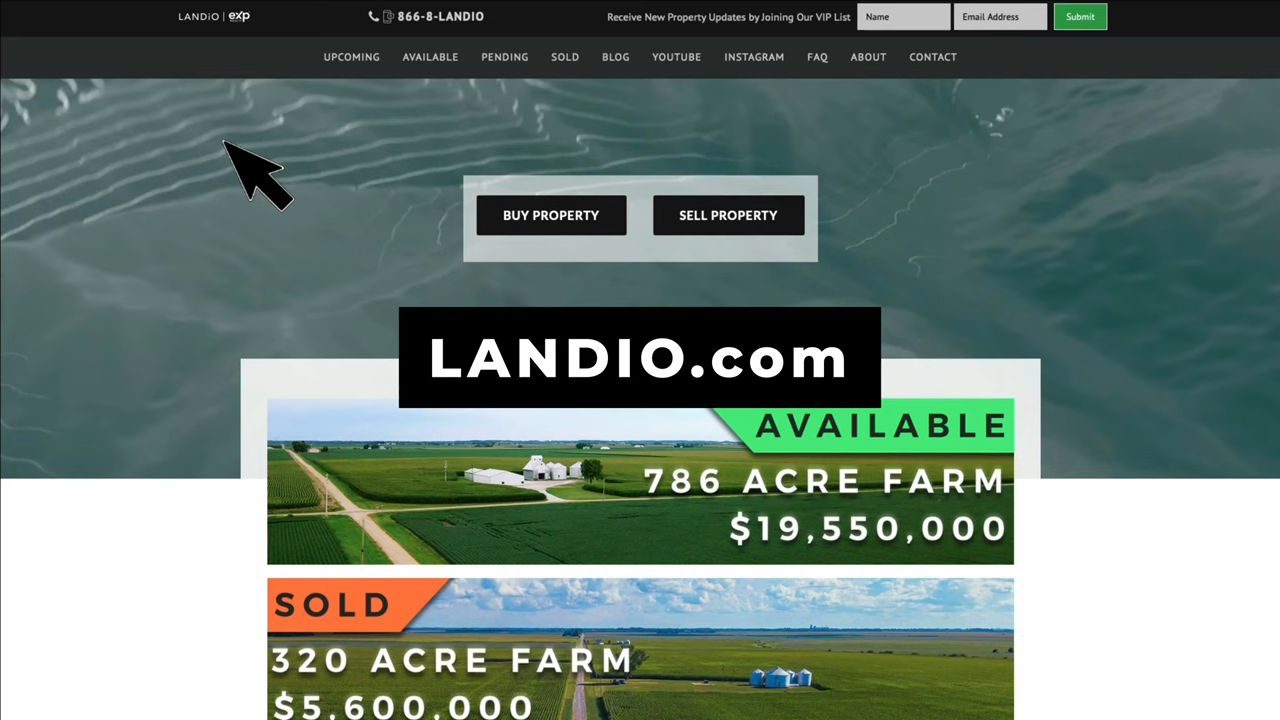 LANDiO | exp
866-8-LANDIO
Receive New Property Updates by Joining Our VIP List
Name
Email Address
Submit
UPCOMING AVAILABLE PENDING SOLD BLOG YOUTUBE INSTAGRAM FAQ ABOUT CONTACT
BUY PROPERTY
SELL PROPERTY
LANDIO.com
AVAILABLE
786 ACRE FARM
$19,550,000
SOLD
320 ACRE FARM
$5,600,000